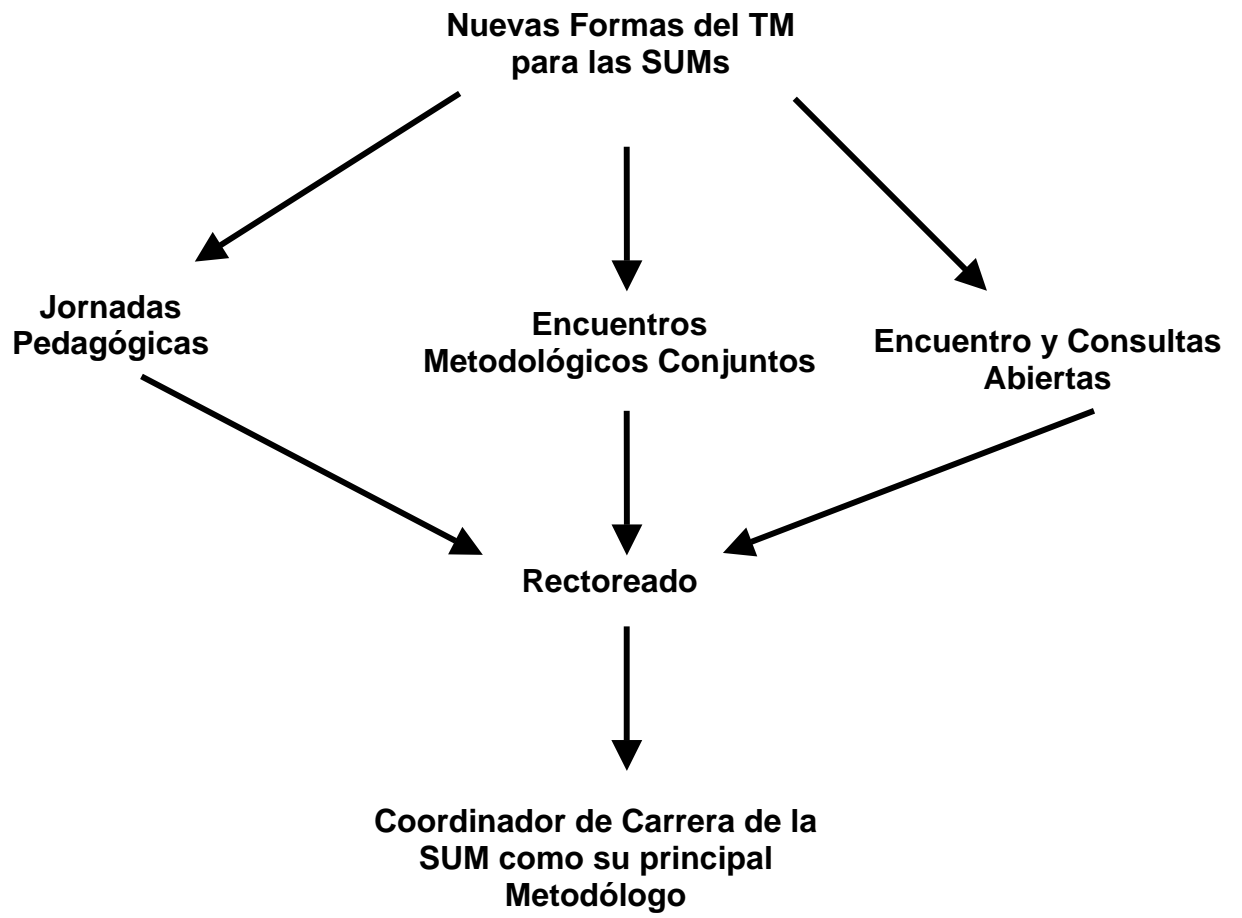 Nuevas Formas del TM
para las SUMs
Jornadas
Pedagógicas
Encuentros
Metodológicos Conjuntos
Encuentro y Consultas
Abiertas
Rectoreado
Coordinador de Carrera de la
SUM como su principal
Metodólogo